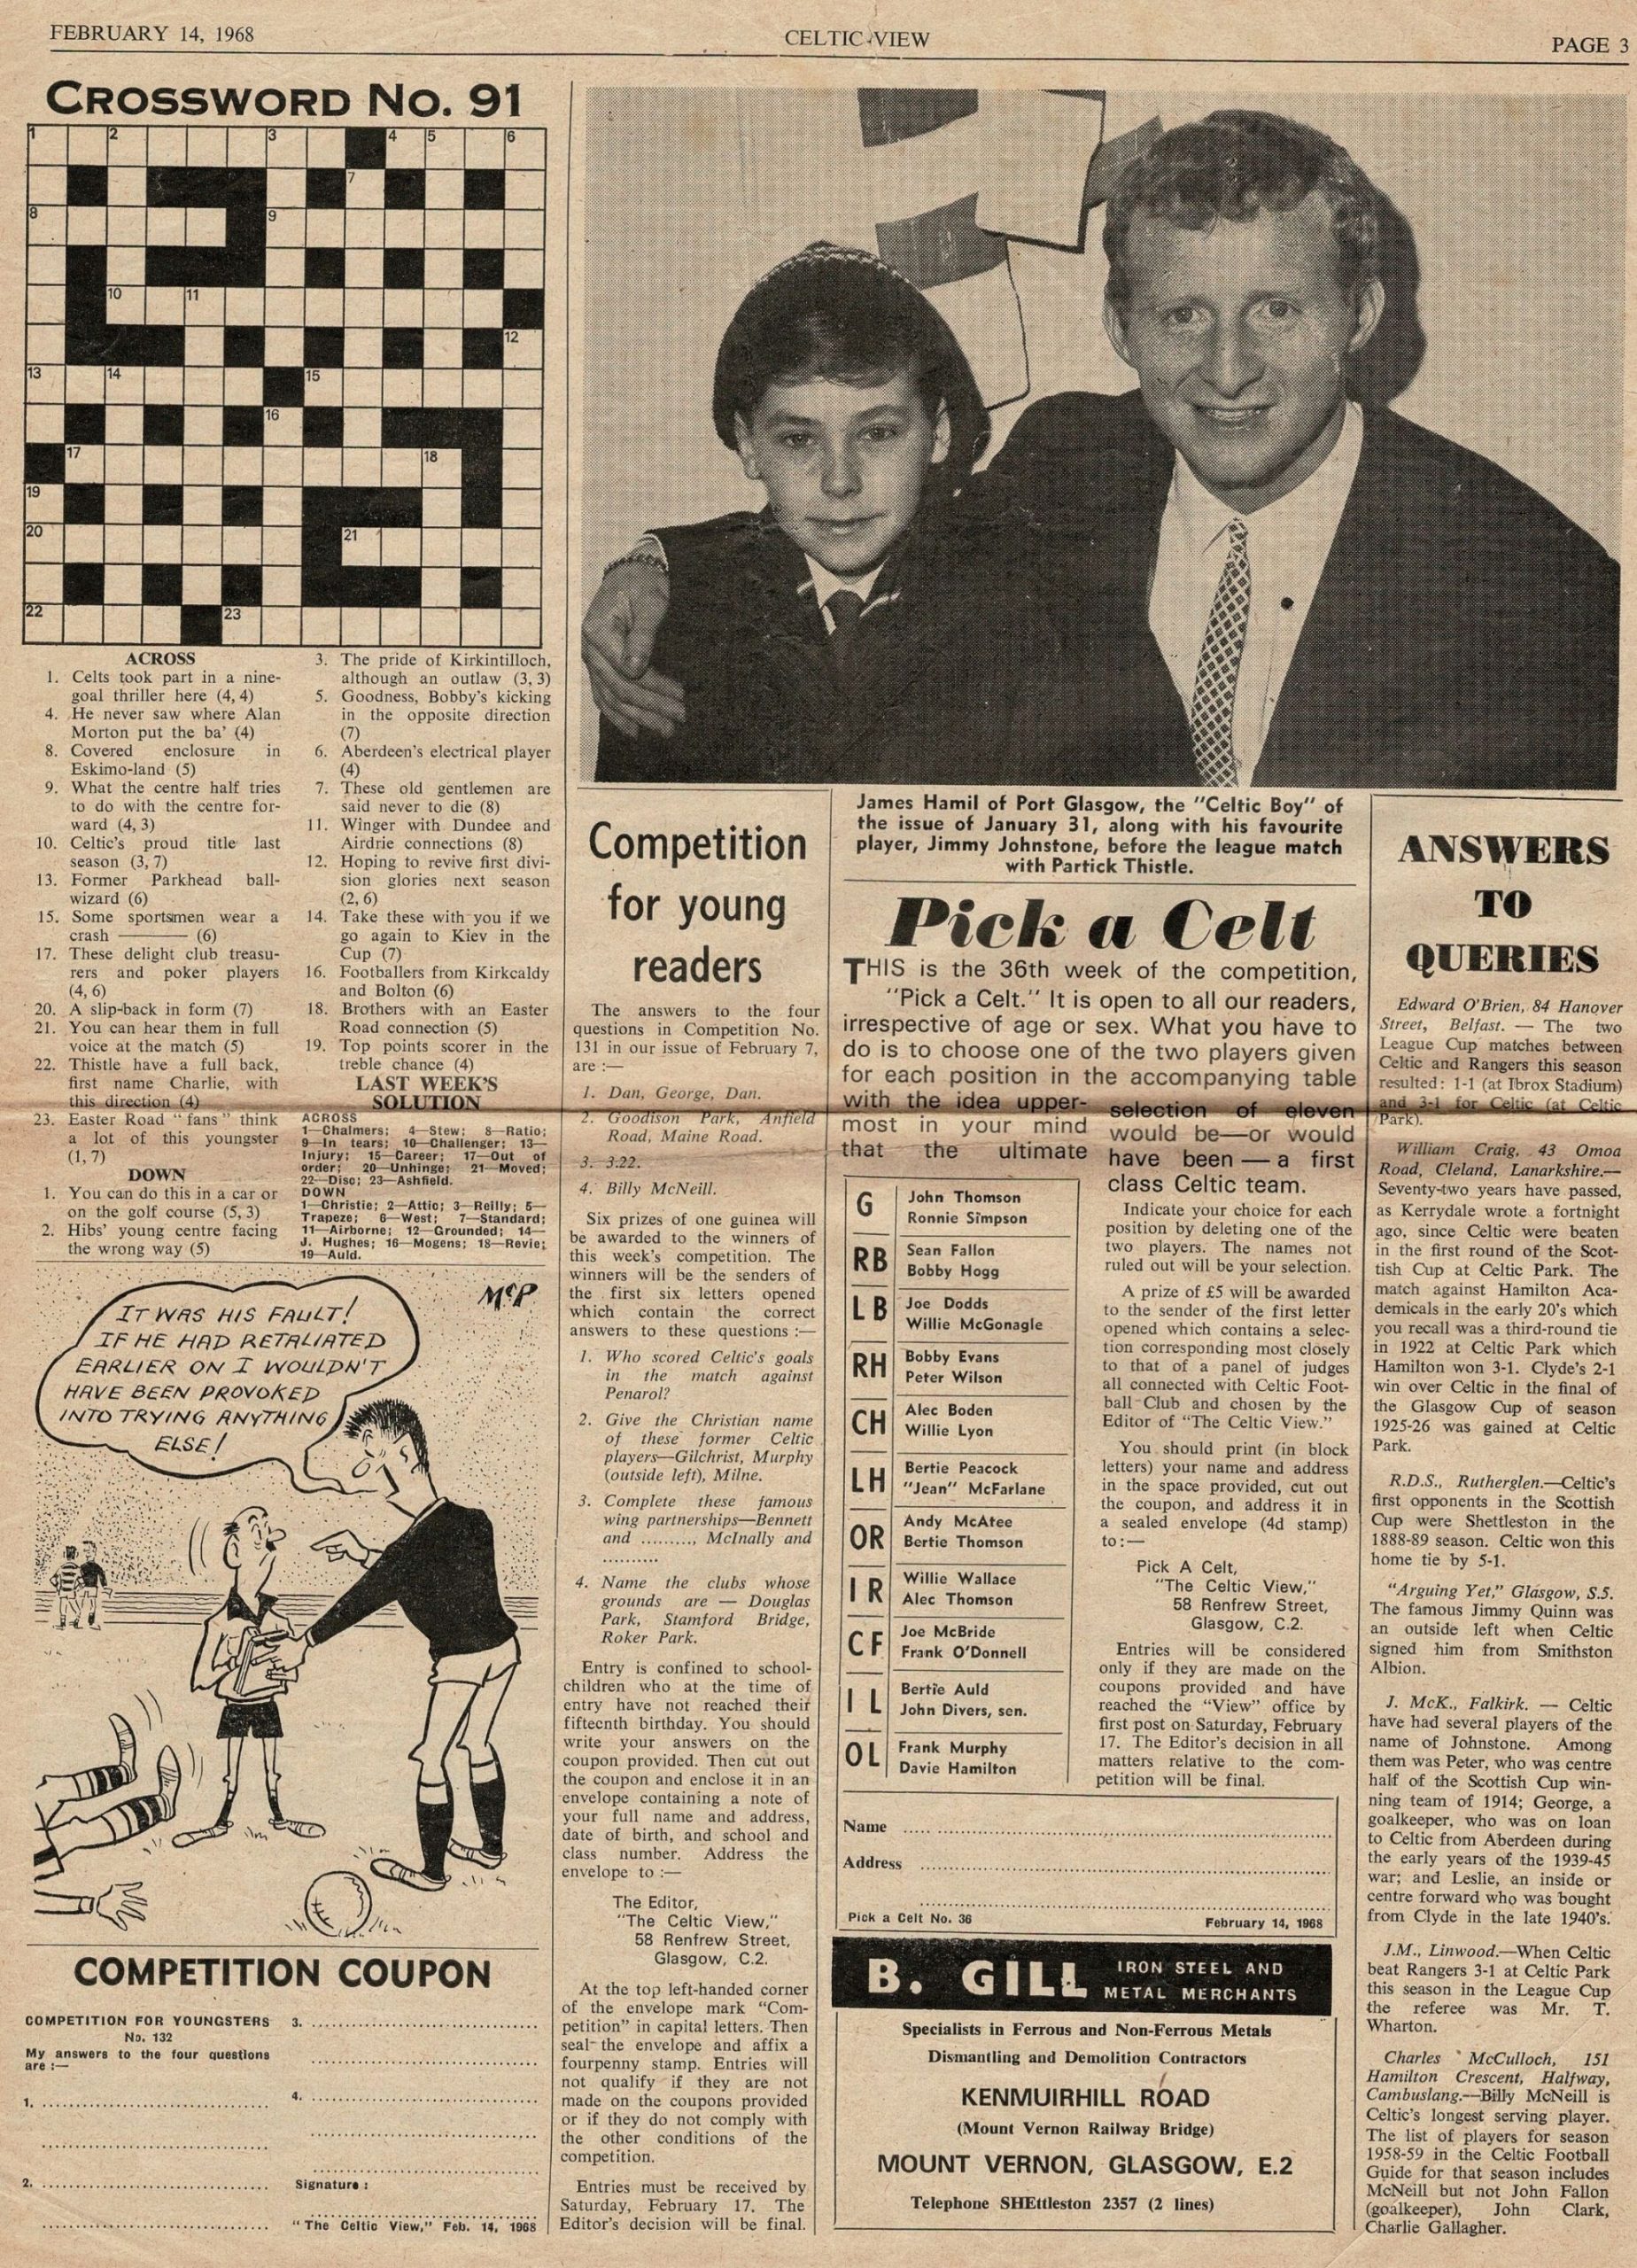 FEBRUARY 14, 1968
CELTIC VIEW
PAGE 3
CROSSWORD No. 91
1
2
3
4
5
6
7
8
9
10
11
12
13
14
15
16
17
18
19
20
21
22
23
ACROSS
1. Celts took part in a nine-
goal thriller here (4, 4)
4. He never saw where Alan
Morton put the ba' (4)
8. Covered enclosure in
Eskimo-land (5)
9. What the centre half tries
to do with the centre for-
ward (4, 3)
10. Celtic's proud title last
season (3, 7)
13. Former Parkhead ball-
wizard (6)
15. Some sportsmen wear a
crash ——— (6)
17. These delight club treasu-
rers and poker players
(4, 6)
20. A slip-back in form (7)
21. You can hear them in full
voice at the match (5)
22. Thistle have a full back,
first name Charlie, with
this direction (4)
23. Easter Road "fans" think
a lot of this youngster
(1, 7)
DOWN
1. You can do this in a car or
on the golf course (5, 3)
2. Hibs' young centre facing
the wrong way (5)
3. The pride of Kirkintilloch,
although an outlaw (3, 3)
5. Goodness, Bobby's kicking
in the opposite direction
(7)
6. Aberdeen's electrical player
(4)
7. These old gentlemen are
said never to die (8)
11. Winger with Dundee and
Airdrie connections (8)
12. Hoping to revive first divi-
sion glories next season
(2, 6)
14. Take these with you if we
go again to Kiev in the
Cup (7)
16. Footballers from Kirkcaldy
and Bolton (6)
18. Brothers with an Easter
Road connection (5)
19. Top points scorer in the
treble chance (4)
LAST WEEK'S
SOLUTION
ACROSS
1—Chalmers; 4—Stew; 8—Ratio;
9—In tears; 10—Challenger; 13—
Injury; 15—Career; 17—Out of
order; 20—Unhinge; 21—Moved;
22—Disc; 23—Ashfield.
DOWN
1—Christie; 2—Attic; 3—Reilly; 5—
Trapeze; 6—West; 7—Standard;
11—Airborne; 12—Grounded; 14—
J. Hughes; 16—Mogens; 18—Revie;
19—Auld.
McP
IT WAS HIS FAULT!
IF HE HAD RETALIATED
EARLIER ON I WOULDN'T
HAVE BEEN PROVOKED
INTO TRYING ANYTHING
ELSE!
COMPETITION COUPON
COMPETITION FOR YOUNGSTERS
No. 132
My answers to the four questions
are :—
1.
2.
3.
4.
Signature :
"The Celtic View," Feb. 14, 1968
Competition
for young
readers
The answers to the four
questions in Competition No.
131 in our issue of February 7,
are :—
1. Dan, George, Dan.
2. Goodison Park, Anfield
Road, Maine Road.
3. 3.22.
4. Billy McNeill.
Six prizes of one guinea will
be awarded to the winners of
this week's competition. The
winners will be the senders of
the first six letters opened
which contain the correct
answers to these questions :—
1. Who scored Celtic's goals
in the match against
Penarol?
2. Give the Christian name
of these former Celtic
players—Gilchrist, Murphy
(outside left), Milne.
3. Complete these famous
wing partnerships—Bennett
and ........., McInally and
..........
4. Name the clubs whose
grounds are — Douglas
Park, Stamford Bridge,
Roker Park.
Entry is confined to school-
children who at the time of
entry have not reached their
fifteenth birthday. You should
write your answers on the
coupon provided. Then cut out
the coupon and enclose it in an
envelope containing a note of
your full name and address,
date of birth, and school and
class number. Address the
envelope to :—
The Editor,
"The Celtic View,"
58 Renfrew Street,
Glasgow, C.2.
At the top left-handed corner
of the envelope mark "Com-
petition" in capital letters. Then
seal the envelope and affix a
fourpenny stamp. Entries will
not qualify if they are not
made on the coupons provided
or if they do not comply with
the other conditions of the
competition.
Entries must be received by
Saturday, February 17. The
Editor's decision will be final.
James Hamil of Port Glasgow, the "Celtic Boy" of
the issue of January 31, along with his favourite
player, Jimmy Johnstone, before the league match
with Partick Thistle.
Pick a Celt
THIS is the 36th week of the competition,
"Pick a Celt." It is open to all our readers,
irrespective of age or sex. What you have to
do is to choose one of the two players given
for each position in the accompanying table
with the idea upper-
most in your mind
that the ultimate
selection of eleven
would be—or would
have been — a first
class Celtic team.
G
John Thomson
Ronnie Simpson
RB
Sean Fallon
Bobby Hogg
LB
Joe Dodds
Willie McGonagle
RH
Bobby Evans
Peter Wilson
CH
Alec Boden
Willie Lyon
LH
Bertie Peacock
"Jean" McFarlane
OR
Andy McAtee
Bertie Thomson
IR
Willie Wallace
Alec Thomson
CF
Joe McBride
Frank O'Donnell
IL
Bertie Auld
John Divers, sen.
OL
Frank Murphy
Davie Hamilton
Indicate your choice for each
position by deleting one of the
two players. The names not
ruled out will be your selection.
A prize of £5 will be awarded
to the sender of the first letter
opened which contains a selec-
tion corresponding most closely
to that of a panel of judges
all connected with Celtic Foot-
ball Club and chosen by the
Editor of "The Celtic View."
You should print (in block
letters) your name and address
in the space provided, cut out
the coupon, and address it in
a sealed envelope (4d stamp)
to:—
Pick A Celt,
"The Celtic View,"
58 Renfrew Street,
Glasgow, C.2.
Entries will be considered
only if they are made on the
coupons provided and have
reached the "View" office by
first post on Saturday, February
17. The Editor's decision in all
matters relative to the com-
petition will be final.
Name
Address
Pick a Celt No. 36
February 14, 1968
B. GILL IRON STEEL AND
METAL MERCHANTS
Specialists in Ferrous and Non-Ferrous Metals
Dismantling and Demolition Contractors
KENMUIRHILL ROAD
(Mount Vernon Railway Bridge)
MOUNT VERNON, GLASGOW, E.2
Telephone SHEttleston 2357 (2 lines)
ANSWERS
TO
QUERIES
Edward O'Brien, 84 Hanover
Street, Belfast. — The two
League Cup matches between
Celtic and Rangers this season
resulted: 1-1 (at Ibrox Stadium)
and 3-1 for Celtic (at Celtic
Park).
William Craig, 43 Omoa
Road, Cleland, Lanarkshire.—
Seventy-two years have passed,
as Kerrydale wrote a fortnight
ago, since Celtic were beaten
in the first round of the Scot-
tish Cup at Celtic Park. The
match against Hamilton Aca-
demicals in the early 20's which
you recall was a third-round tie
in 1922 at Celtic Park which
Hamilton won 3-1. Clyde's 2-1
win over Celtic in the final of
the Glasgow Cup of season
1925-26 was gained at Celtic
Park.
R.D.S., Rutherglen.—Celtic's
first opponents in the Scottish
Cup were Shettleston in the
1888-89 season. Celtic won this
home tie by 5-1.
"Arguing Yet," Glasgow, S.5.
The famous Jimmy Quinn was
an outside left when Celtic
signed him from Smithston
Albion.
J. McK., Falkirk. — Celtic
have had several players of the
name of Johnstone. Among
them was Peter, who was centre
half of the Scottish Cup win-
ning team of 1914; George, a
goalkeeper, who was on loan
to Celtic from Aberdeen during
the early years of the 1939-45
war; and Leslie, an inside or
centre forward who was bought
from Clyde in the late 1940's.
J.M., Linwood.—When Celtic
beat Rangers 3-1 at Celtic Park
this season in the League Cup
the referee was Mr. T.
Wharton.
Charles McCulloch, 151
Hamilton Crescent, Halfway,
Cambuslang.—Billy McNeill is
Celtic's longest serving player.
The list of players for season
1958-59 in the Celtic Football
Guide for that season includes
McNeill but not John Fallon
(goalkeeper), John Clark,
Charlie Gallagher.